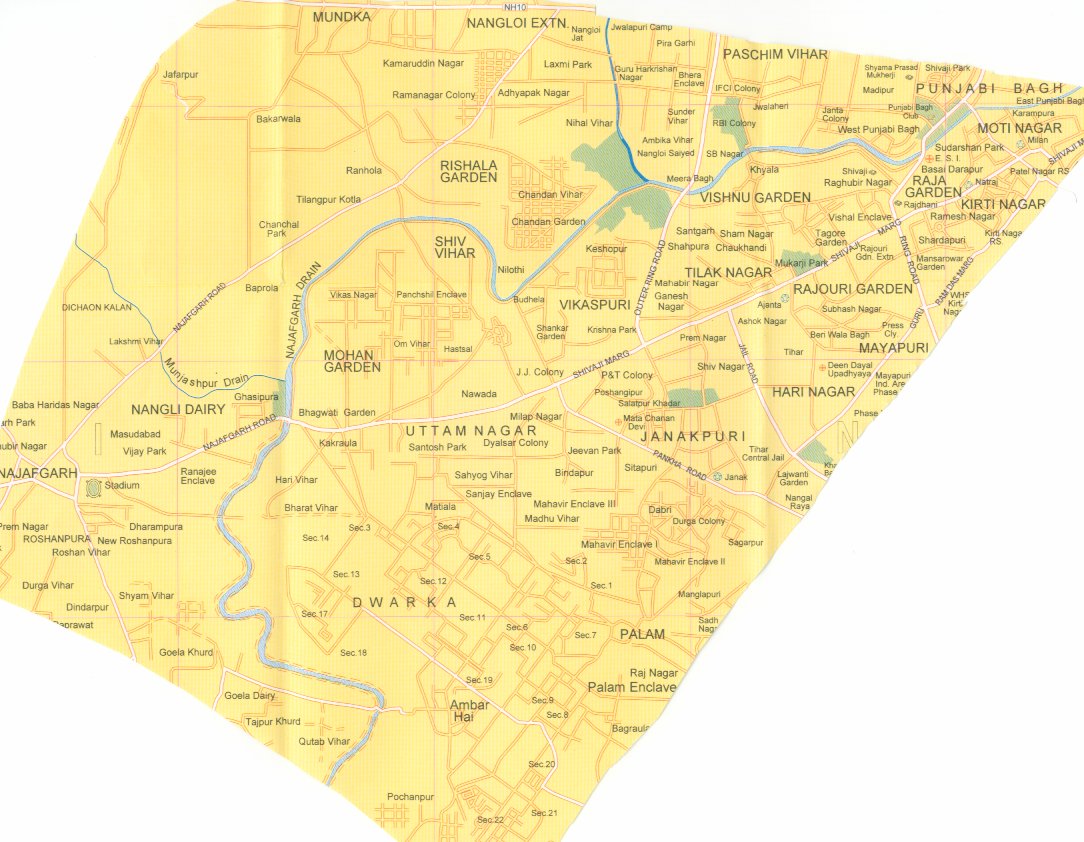 MUNDKA
NH10
NANGLOI EXTN.
Nangloi
Jat
Jwalapuri Camp
Pira Garhi
PASCHIM VIHAR
Jafarpur
Kamaruddin Nagar
Laxmi Park
Guru Harkrishan
Nagar
Bhera
Enclave
IFCI Colony
Shyama Prasad
Mukherji
Shivaji Park
Madipur
PUNJABI BAGH
East Punjabi Bagh
Ramanagar Colony
Adhyapak Nagar
Bakarwala
Nihal Vihar
Sunder
Vihar
RBI Colony
Jwalaheri
Janta
Colony
Punjabi Bagh
Club
Karampura
West Punjabi Bagh
MOTI NAGAR
Milan
Ambika Vihar
Nangloi Saiyed
SB Nagar
Sudarshan Park
E. S. I.
SHIVAJI M
Ranhola
RISHALA
GARDEN
Meera Bagh
Khyala
Shivaji
Raghubir Nagar
Basai Darapur
Patel Nagar RS
RAJA
GARDEN
Natraj
Tilangpur Kotla
Chandan Vihar
VISHNU GARDEN
Rajdhani
KIRTI NAGAR
Chanchal
Park
Chandan Garden
Vishal Enclave
Ramesh Nagar
Santgarh
Sham Nagar
Tagore
Garden
SHIVAJI MARG
RING ROAD
Kirti Naga
RS.
SHIV
VIHAR
Keshopur
Shahpura
Chaukhandi
Rajouri
Gdn. Extn
Shardapuri
Mansarowar
Garden
Nilothi
OUTER RING ROAD
TILAK NAGAR
Mukarji Park
NAJAFGARH DRAIN
Mahabir Nagar
Baprola
Vikas Nagar
Panchshil Enclave
Budhela
VIKASPURI
Ganesh
Nagar
Ajanta
RAJOURI GARDEN
GURU RAM DAS MARG
WHS
Kirt
Nag
DICHAON KALAN
NAJAFGARH ROAD
Subhash Nagar
Shankar
Garden
Krishna Park
Ashok Nagar
Press
Cly.
Lakshmi Vihar
Om Vihar
Hastsal
Prem Nagar
Beri Wala Bagh
MAYAPURI
MOHAN
GARDEN
JAIL ROAD
Tihar
Munjashpur Drain
J.J. Colony
SHIVAJI MARG
P&T Colony
Shiv Nagar
Deen Dayal
Upadhyaya
Mayapuri
Ind. Are
Phase
Baba Haridas Nagar
Ghasipura
Nawada
Poshangipur
HARI NAGAR
NANGLI DAIRY
Bhagwati Garden
Salatpur Khadar
arh Park
Milap Nagar
Mata Chanan
Devi
Phase
Masudabad
NAJAFGARH ROAD
UTTAM NAGAR
JANAKPURI
ubir Nagar
Vijay Park
Kakraula
Santosh Park
Dyalsar Colony
Jeevan Park
Tihar
Central Jail
NAJAFGARH
PANKHA ROAD
Ranajee
Enclave
Stadium
Hari Vihar
Sahyog Vihar
Bindapur
Sitapuri
Janak
Lajwanti
Garden
Sanjay Enclave
Bharat Vihar
Matiala
Mahavir Enclave III
Dabri
Nangal
Raya
Prem Nagar
Dharampura
Sec.3
Sec.4
Madhu Vihar
Durga Colony
ROSHANPURA
New Roshanpura
Sec.14
Roshan Vihar
Sec.5
Mahavir Enclave I
Sagarpur
Sec.2
Mahavir Enclave II
Durga Vihar
Sec.13
Sec.12
Sec.1
Shyam Vihar
DWARKA
Manglapuri
Dindarpur
Sec.17
Sec.11
Sec.6
Sec.7
PALAM
Sadh
Naga
Sec.10
Goela Khurd
Sec.18
Raj Nagar
Sec.19
Palam Enclave
Goela Dairy
Ambar
Hai
Sec.9
Sec.8
Tajpur Khurd
Bagraula
Qutab Vihar
Sec.20
Pochanpur
Sec.22
Sec.21